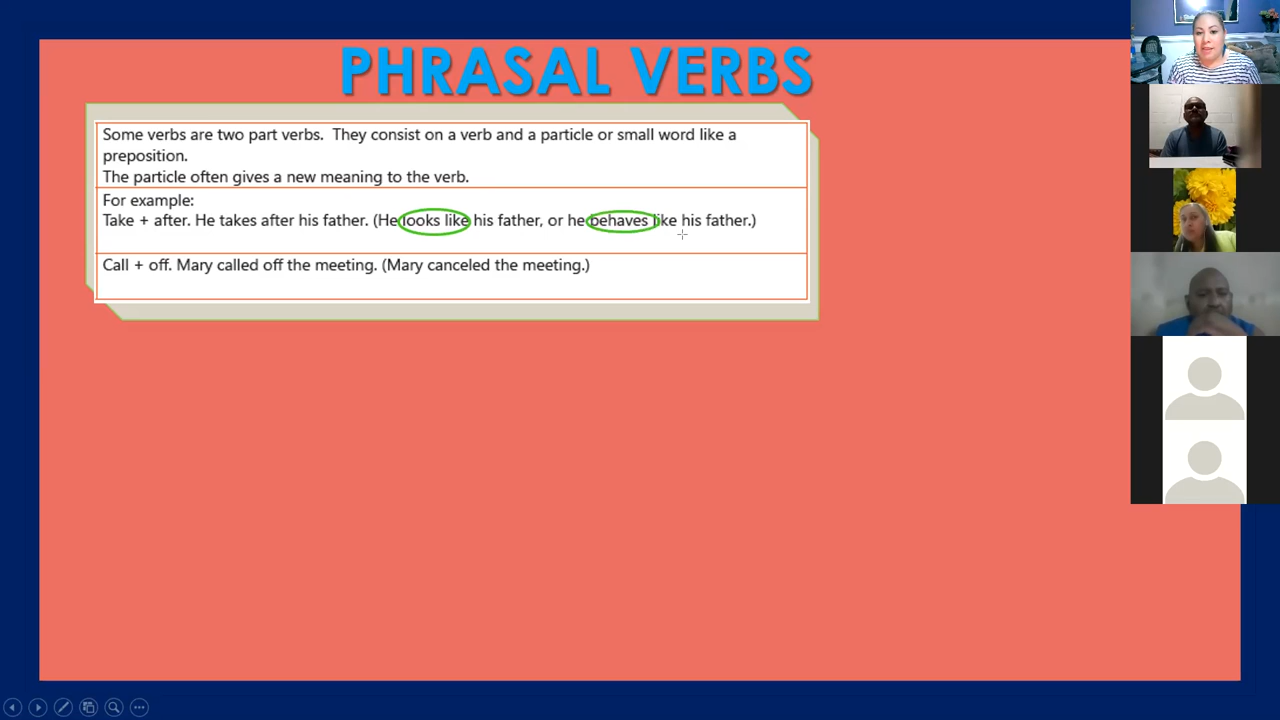 PHRASAL VERBS
Some verbs are two part verbs.  They consist on a verb and a particle or small word like a
preposition.
The particle often gives a new meaning to the verb.
For example:
Take + after. He takes after his father. (He looks like his father, or he behaves like his father.)
Call + off. Mary called off the meeting. (Mary canceled the meeting.)